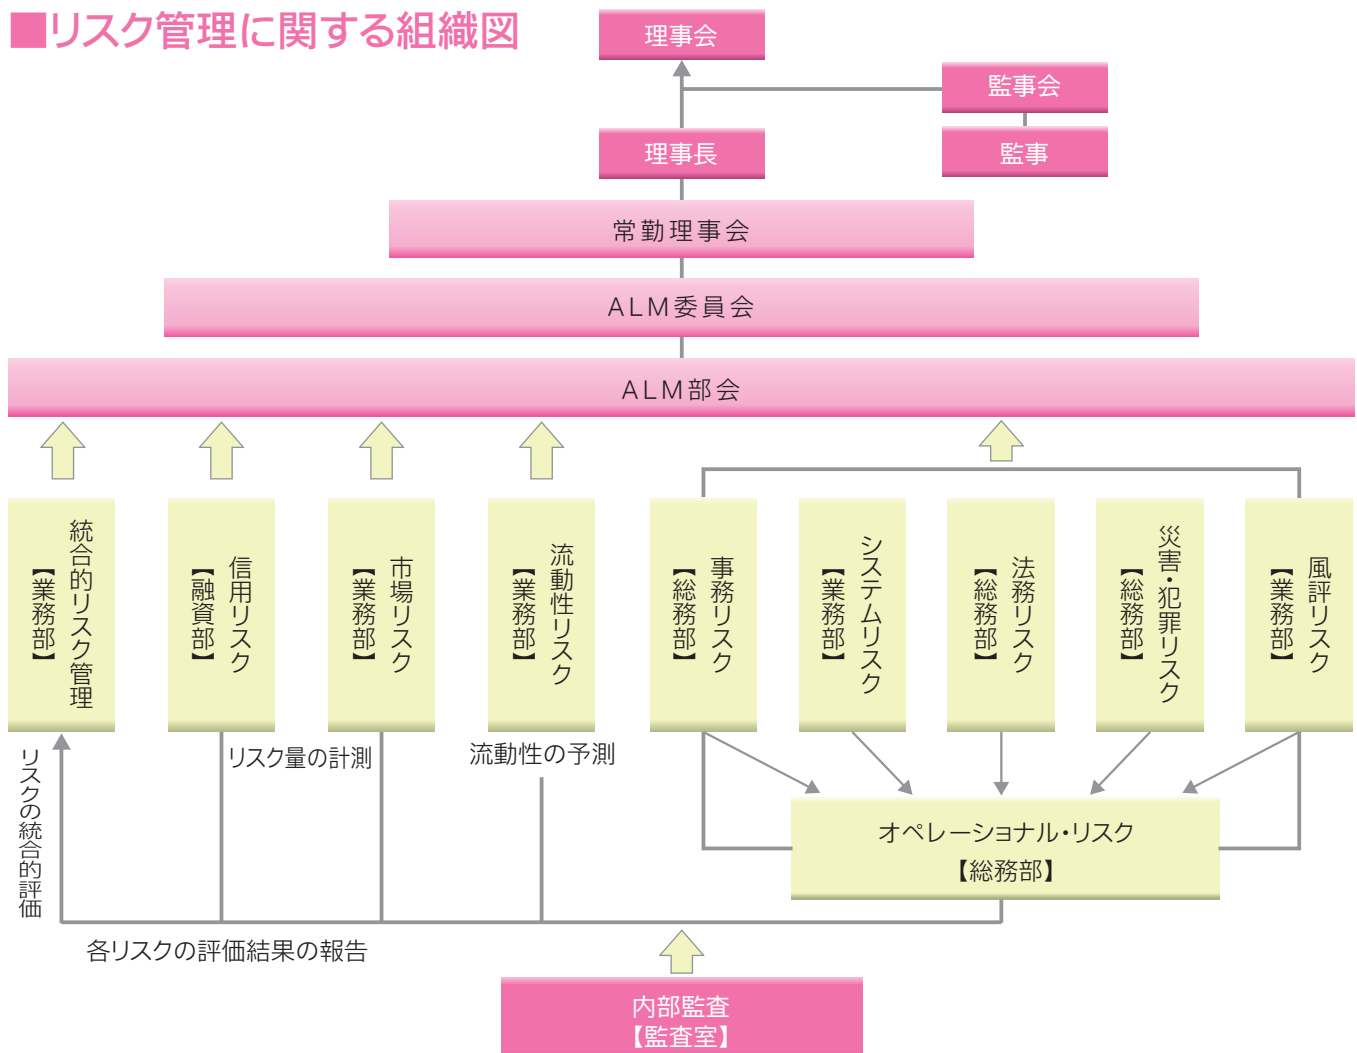 ■リスク管理に関する組織図
理事会
監事会
理事長
監事
常勤理事会
ALM委員会
ALM部会
統合的リスク管理
【業務部】
信用リスク
【融資部】
市場リスク
【業務部】
流動性リスク
【業務部】
事務リスク
【総務部】
システムリスク
【業務部】
法務リスク
【総務部】
災害・犯罪リスク
【総務部】
風評リスク
【業務部】
リスクの統合的評価
リスク量の計測
流動性の予測
オペレーショナル・リスク
【総務部】
各リスクの評価結果の報告
内部監査
【監査室】